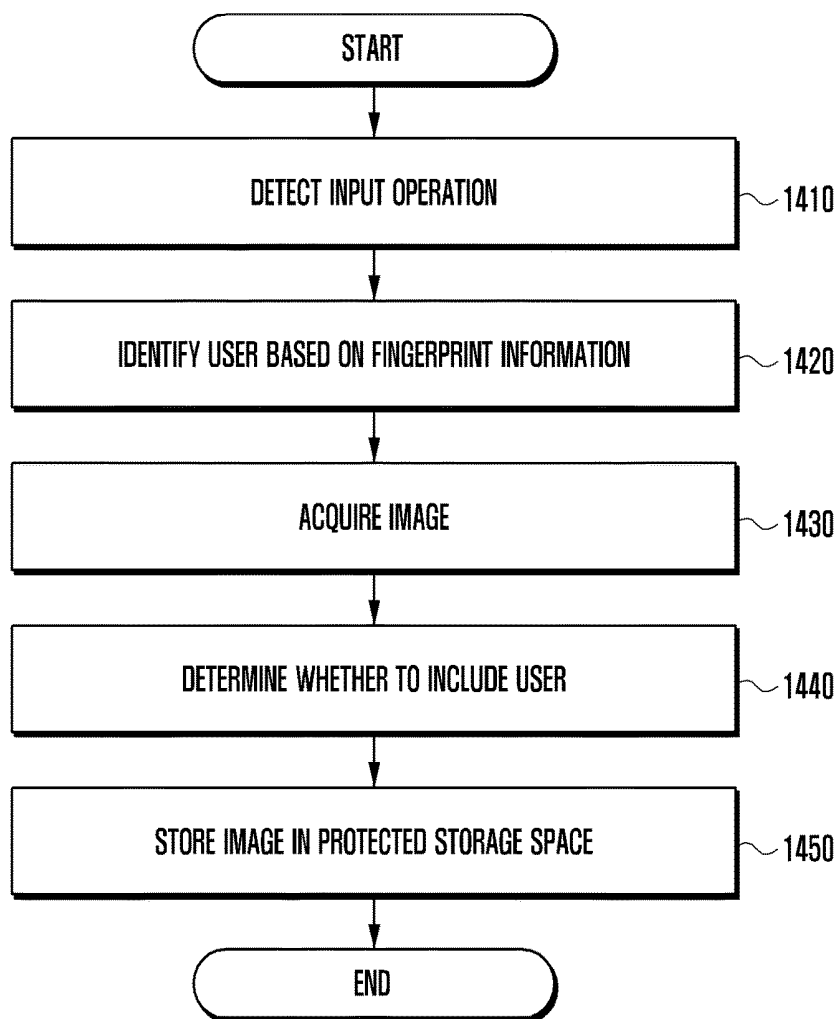 START
DETECT INPUT OPERATION
1410
IDENTIFY USER BASED ON FINGERPRINT INFORMATION
1420
ACQUIRE IMAGE
1430
DETERMINE WHETHER TO INCLUDE USER
1440
STORE IMAGE IN PROTECTED STORAGE SPACE
1450
END